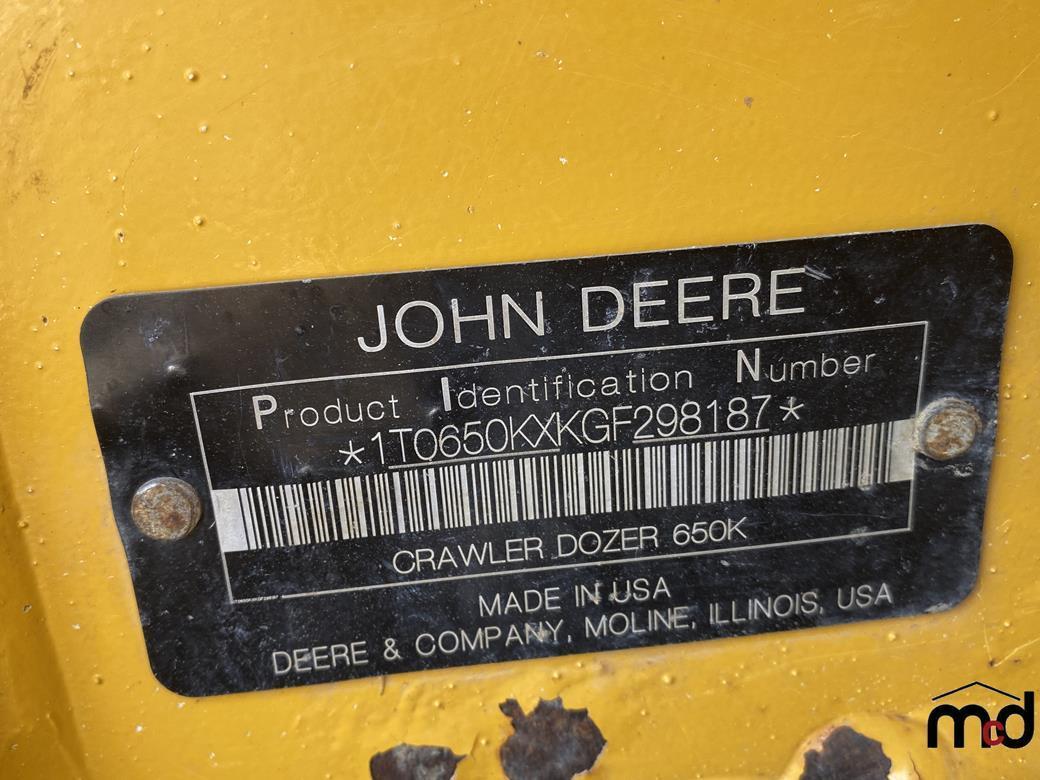 JOHN DEERE
Product Identification Number
*1T0650KXKGF298187*
CRAWLER DOZER 650K
MADE IN USA
DEERE & COMPANY, MOLINE, ILLINOIS, USA
mcd